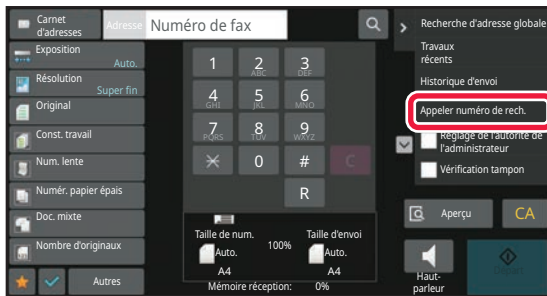 Carnet
d'adresses
Adresse
Numéro de fax
Exposition
Auto.
Résolution
Super fin
Original
Const. travail
Num. lente
Numér. papier épais
Doc. mixte
Nombre d'originaux
Autres
1
2
ABC
3
DEF
4
GHI
5
JKL
6
MNO
7
PQRS
8
TUV
9
WXYZ
0
#
C
R
Taille de num.
Auto.
A4
100%
Taille d'envoi
Auto.
A4
Mémoire réception: 0%
Recherche d'adresse globale
Travaux
récents
Historique d'envoi
Appeler numéro de rech.
Réglage de l'autorité de
l'administrateur
Vérification tampon
Aperçu
CA
Haut-
parleur
Départ